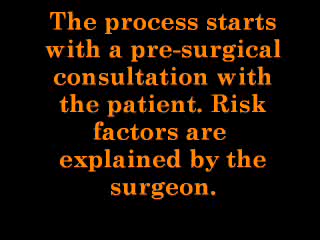 The process starts
with a pre-surgical
consultation with
the patient. Risk
factors are
explained by the
surgeon.